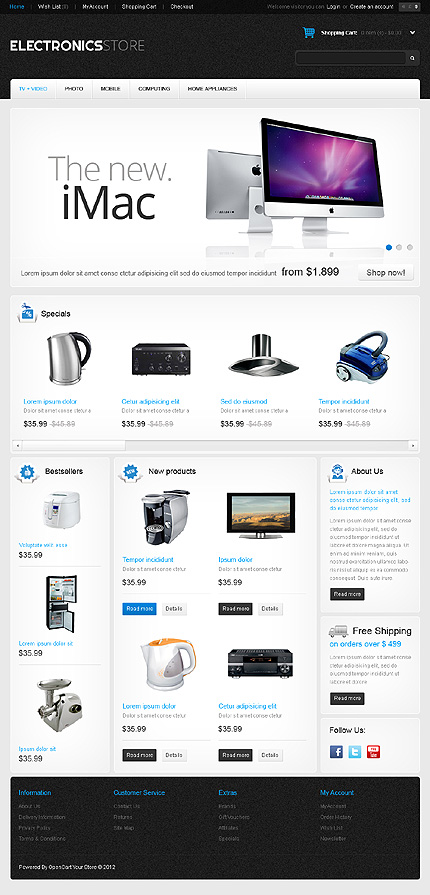 Home Wish List (0) My Account Shopping Cart Checkout
Welcome visitor you can Login or Create an account
ELECTRONICSSTORE
Shopping Cart: 0 item (s) - $0.00
TV + VIDEO PHOTO MOBILE COMPUTING HOME APPLIANCES
The new.
iMac
Lorem ipsum dolor sit amet conse ctetur adipisicing elit sed do eiusmod tempor incididunt from $1.899 Shop now!
Specials
Lorem ipsum dolor Cetur adipisicing elit Sed do eiusmod Tempor incididunt
Dolor sit amet conse ctetur a Dolor sit amet conse ctetur a Dolor sit amet conse ctetur a Dolor sit amet conse ctetur a
$35.99 $45.89 $35.99 $45.89 $35.99 $45.89 $35.99 $45.89
Bestsellers
Voluptate velit esse
$35.99
Lorem ipsum dolor sit
$35.99
Ipsum dolor sit
$35.99
New products
NEW
Tempor incididunt Ipsum dolor
Dolor sit amet conse ctetur Dolor sit amet conse ctetur
$35.99 $35.99
Read more Details Read more Details
Lorem ipsum dolor Cetur adipisicing elit
Dolor sit amet conse ctetur Dolor sit amet conse ctetur
$35.99 $35.99
Read more Details Read more Details
About Us
Lorem ipsum dolor sit amet
ctetur adipisicing elit, sed do
eiusmod tempor
Lorem ipsum dolor sit amet conse
ctetur adipisicing elit, sed do
eiusmod tempor incididunt ut labore
et dolore magna aliqua. Ut enim
ad minim veniam, quis
nostrud exercitation ullamco
laboris nisi ut aliquip ex ea commodo
consequat. Duis aute irure
Read more
Free Shipping
on orders over $ 499
Lorem ipsum dolor sit amet conse
ctetur adipisicing elit, sed do
eiusmod tempor incididunt ut
labore et dolore
Read more
Follow Us:
Information Customer Service Extras My Account
About Us Contact Us Brands My Account
Delivery Information Returns Gift Vouchers Order History
Privacy Policy Site Map Affiliates Wish List
Terms & Conditions Specials Newsletter
Powered By OpenCart Your Store © 2012